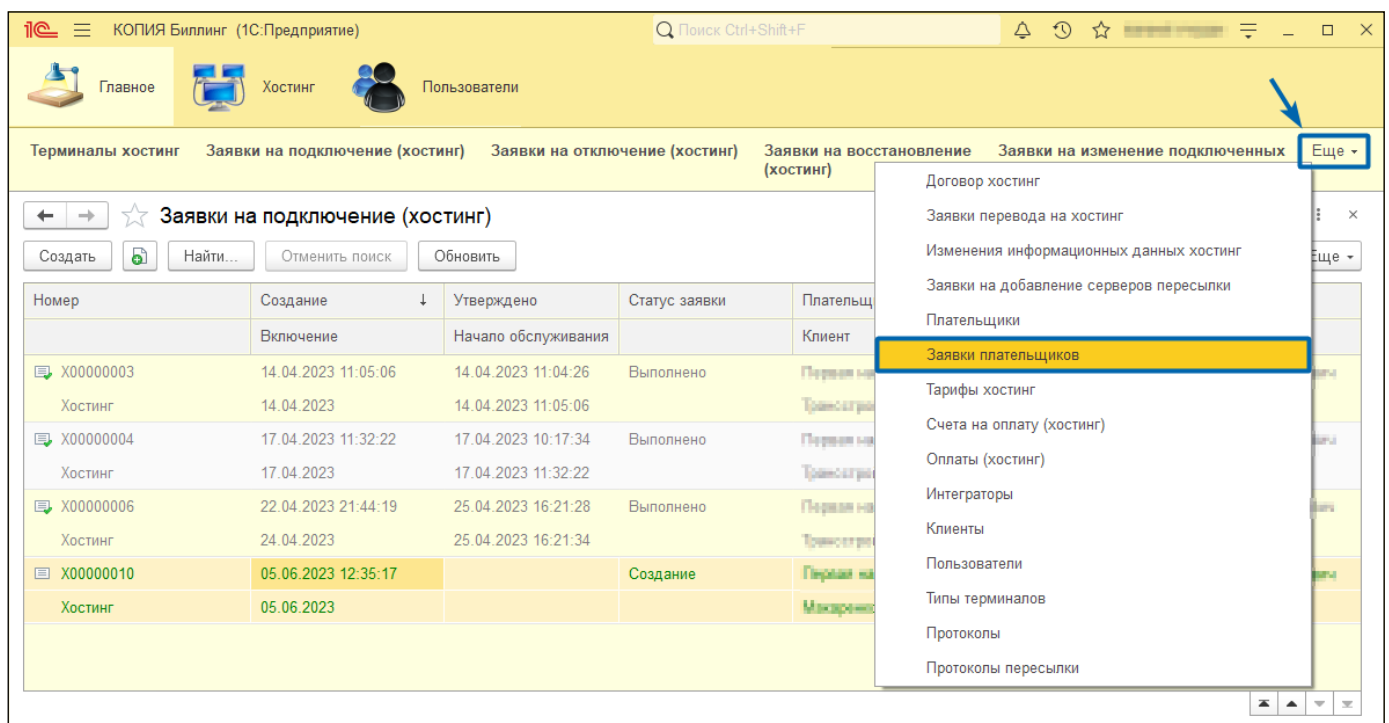 1С КОПИЯ Биллинг (1С:Предприятие) Поиск Ctrl+Shift+F
Главное Хостинг Пользователи
Терминалы хостинг Заявки на подключение (хостинг) Заявки на отключение (хостинг) Заявки на восстановление (хостинг) Заявки на изменение подключенных Еще
Заявки на подключение (хостинг)
Создать Найти... Отменить поиск Обновить Еще
Номер Создание ↓ Утверждено Статус заявки Плательщ
Включение Начало обслуживания Клиент
X00000003 14.04.2023 11:05:06 14.04.2023 11:04:26 Выполнено
Хостинг 14.04.2023 14.04.2023 11:05:06
X00000004 17.04.2023 11:32:22 17.04.2023 10:17:34 Выполнено
Хостинг 17.04.2023 17.04.2023 11:32:22
X00000006 22.04.2023 21:44:19 25.04.2023 16:21:28 Выполнено
Хостинг 24.04.2023 25.04.2023 16:21:34
X00000010 05.06.2023 12:35:17 Создание
Хостинг 05.06.2023
Договор хостинг
Заявки перевода на хостинг
Изменения информационных данных хостинг
Заявки на добавление серверов пересылки
Плательщики
Заявки плательщиков
Тарифы хостинг
Счета на оплату (хостинг)
Оплаты (хостинг)
Интеграторы
Клиенты
Пользователи
Типы терминалов
Протоколы
Протоколы пересылки